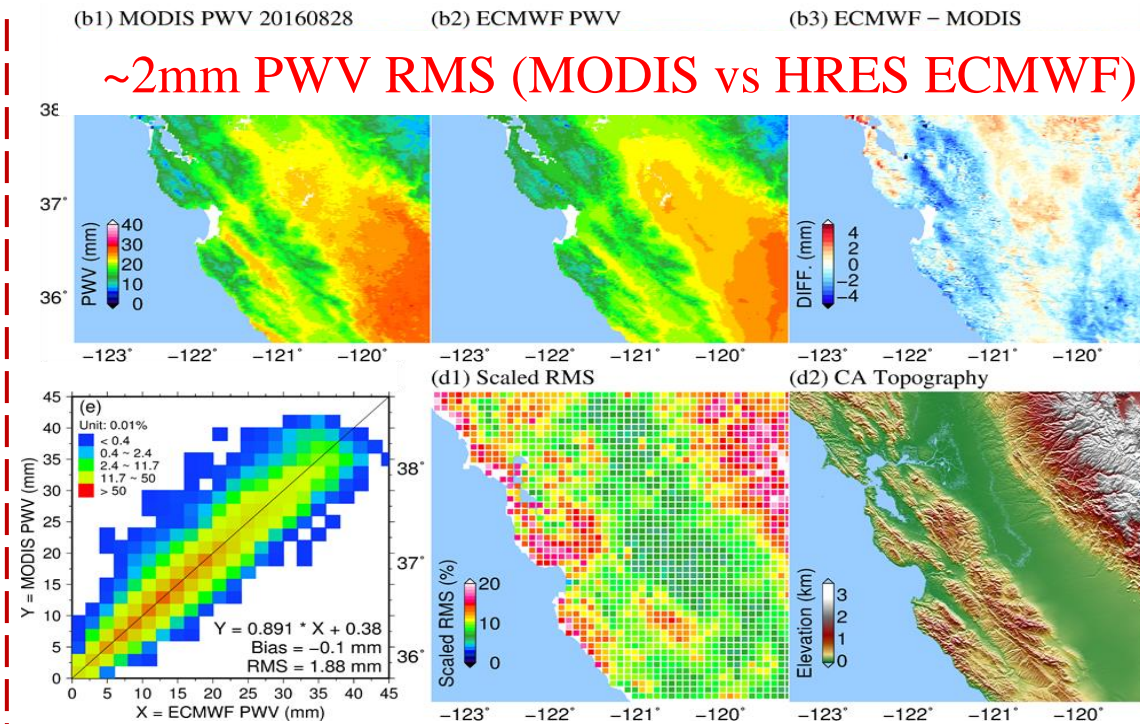 (b1) MODIS PWV 20160828
(b2) ECMWF PWV
(b3) ECMWF − MODIS
~2mm PWV RMS (MODIS vs HRES ECMWF)
38
37°
36°
PWV (mm)
40
30
20
10
0
DIFF. (mm)
4
2
0
−2
−4
−123° −122° −121° −120°
−123° −122° −121° −120°
−123° −122° −121° −120°
(e)
Unit: 0.01%
< 0.4
0.4 ~ 2.4
2.4 ~ 11.7
11.7 ~ 50
> 50
Y = MODIS PWV (mm)
45
40
35
30
25
20
15
10
5
0
Y = 0.891 * X + 0.38
Bias = −0.1 mm
RMS = 1.88 mm
0 5 10 15 20 25 30 35 40 45
X = ECMWF PWV (mm)
(d1) Scaled RMS
38°
37°
36°
Scaled RMS (%)
20
10
0
−123° −122° −121° −120°
(d2) CA Topography
Elevation (km)
3
2
1
0
−123° −122° −121° −120°